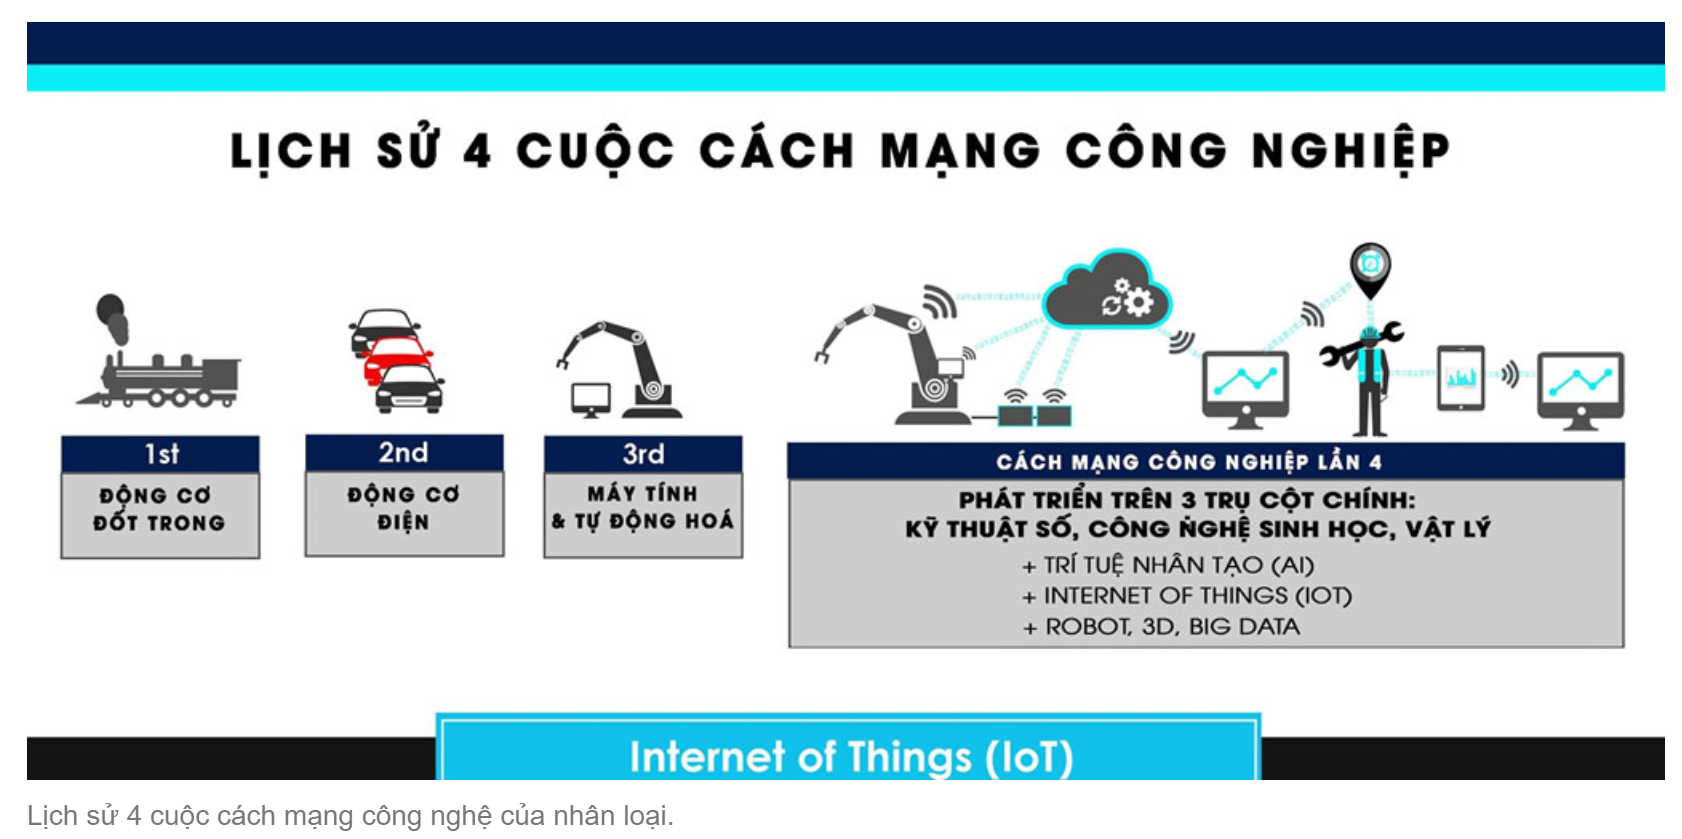 LỊCH SỬ 4 CUỘC CÁCH MẠNG CÔNG NGHIỆP
1st
ĐỘNG CƠ
ĐỐT TRONG
2nd
ĐỘNG CƠ
ĐIỆN
3rd
MÁY TÍNH
& TỰ ĐỘNG HOÁ
CÁCH MẠNG CÔNG NGHIỆP LẦN 4
PHÁT TRIỂN TRÊN 3 TRỤ CỘT CHÍNH:
KỸ THUẬT SỐ, CÔNG NGHỆ SINH HỌC, VẬT LÝ
+ TRÍ TUỆ NHÂN TẠO (AI)
+ INTERNET OF THINGS (IOT)
+ ROBOT, 3D, BIG DATA
Internet of Things (IoT)
Lịch sử 4 cuộc cách mạng công nghệ của nhân loại.